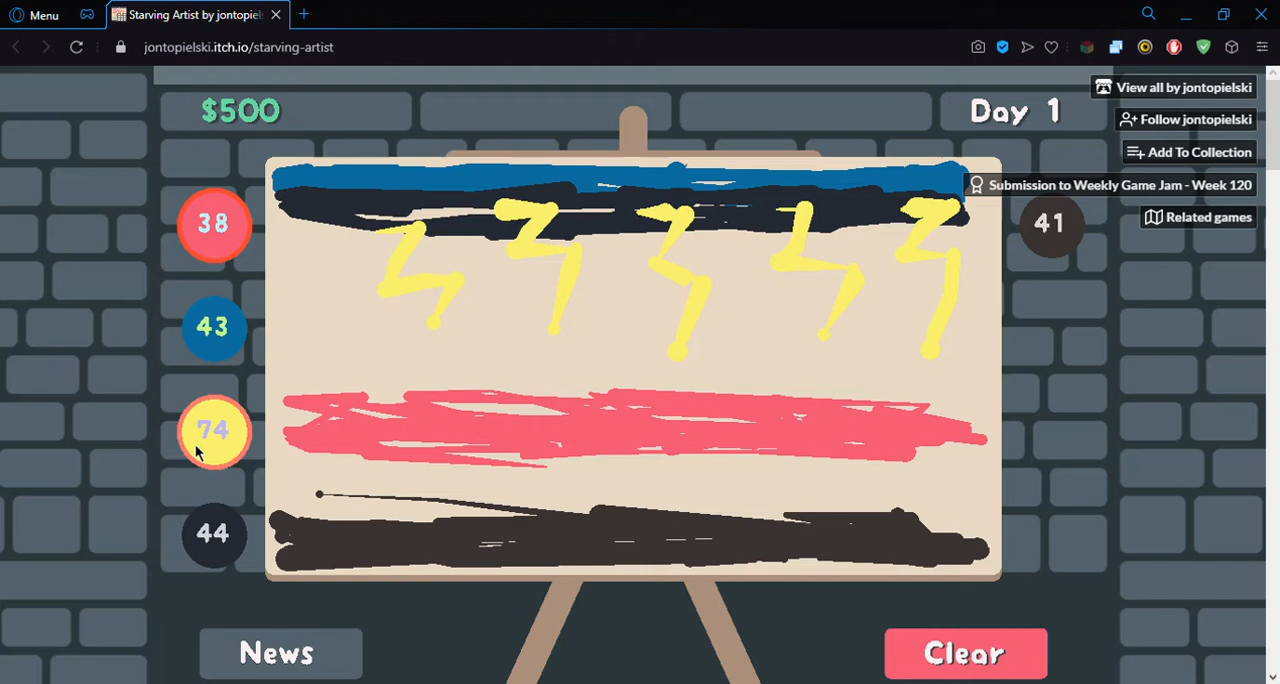 Menu
Starving Artist by jontopiels
jontopielski.itch.io/starving-artist
View all by jontopielski
Follow jontopielski
Add To Collection
Submission to Weekly Game Jam - Week 120
Related games
$500
Day 1
38
41
43
74
44
News
Clear